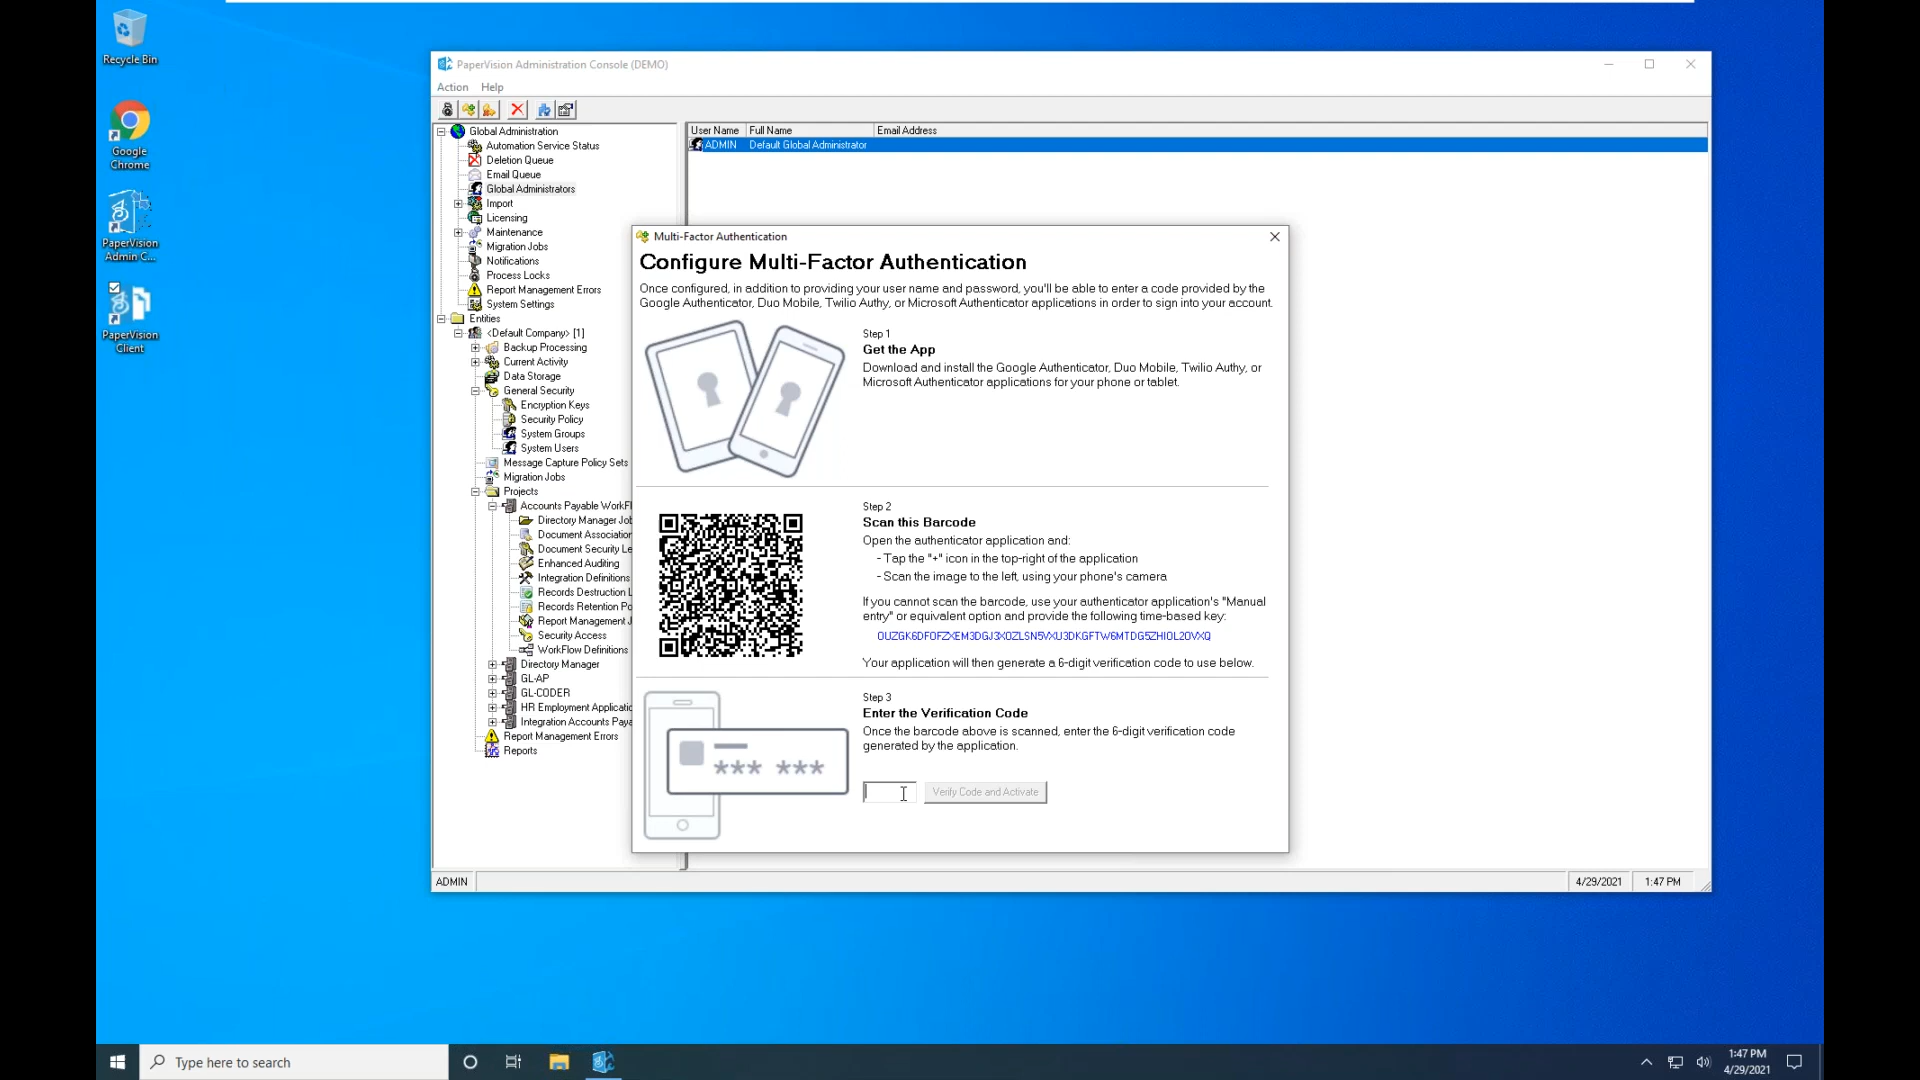 Recycle Bin
Google
Chrome
PaperVision
Admin C...
PaperVision
Client
PaperVision Administration Console (DEMO)
Action Help
Global Administration
Automation Service Status
Deletion Queue
Email Queue
Global Administrators
Import
Licensing
Maintenance
Migration Jobs
Notifications
Process Locks
Report Management Errors
System Settings
Entities
<Default Company> [1]
Backup Processing
Current Activity
Data Storage
General Security
Encryption Keys
Security Policy
System Groups
System Users
Message Capture Policy Sets
Migration Jobs
Projects
Accounts Payable WorkFl
Directory Manager Job
Document Association
Document Security Le
Enhanced Auditing
Integration Definitions
Records Destruction L
Records Retention Po
Report Management J
Security Access
WorkFlow Definitions
Directory Manager
GL-AP
GL-CODER
HR Employment Applicatic
Integration Accounts Paya
Report Management Errors
Reports
User Name Full Name Email Address
ADMIN Default Global Administrator
Multi-Factor Authentication
Configure Multi-Factor Authentication
Once configured, in addition to providing your user name and password, you'll be able to enter a code provided by the
Google Authenticator, Duo Mobile, Twilio Authy, or Microsoft Authenticator applications in order to sign into your account.
Step 1
Get the App
Download and install the Google Authenticator, Duo Mobile, Twilio Authy, or
Microsoft Authenticator applications for your phone or tablet.
Step 2
Scan this Barcode
Open the authenticator application and:
- Tap the "+" icon in the top-right of the application
- Scan the image to the left, using your phone's camera
If you cannot scan the barcode, use your authenticator application's "Manual
entry" or equivalent option and provide the following time-based key:
Your application will then generate a 6-digit verification code to use below.
Step 3
Enter the Verification Code
Once the barcode above is scanned, enter the 6-digit verification code
generated by the application.
*** ***
Verify Code and Activate
ADMIN 4/29/2021 1:47 PM
Type here to search
1:47 PM
4/29/2021